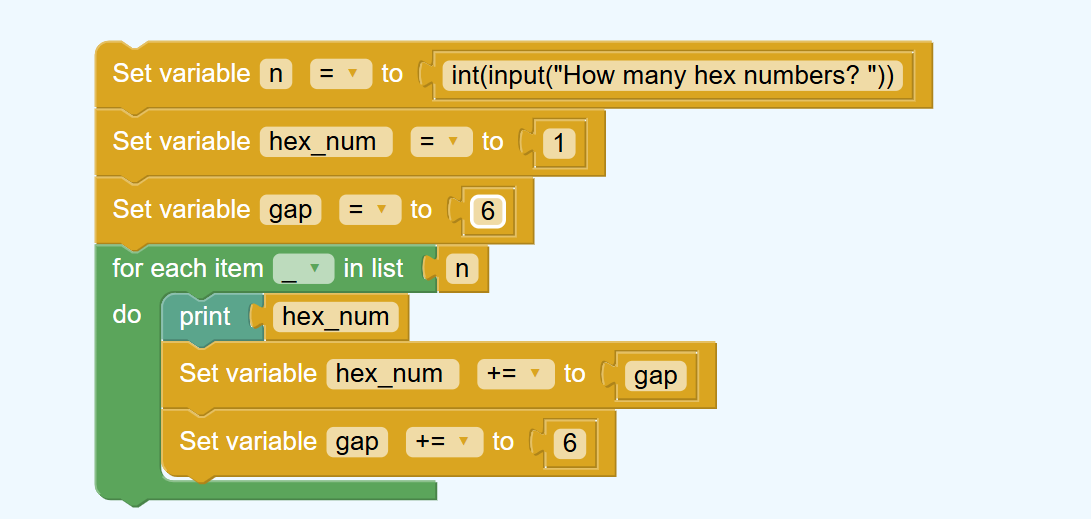 Set variable n = to int(input("How many hex numbers? "))
Set variable hex_num = to 1
Set variable gap = to 6
for each item _ in list n
do print hex_num
Set variable hex_num += to gap
Set variable gap += to 6